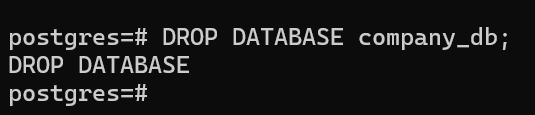 postgres=# DROP DATABASE company_db;
DROP DATABASE
postgres=#